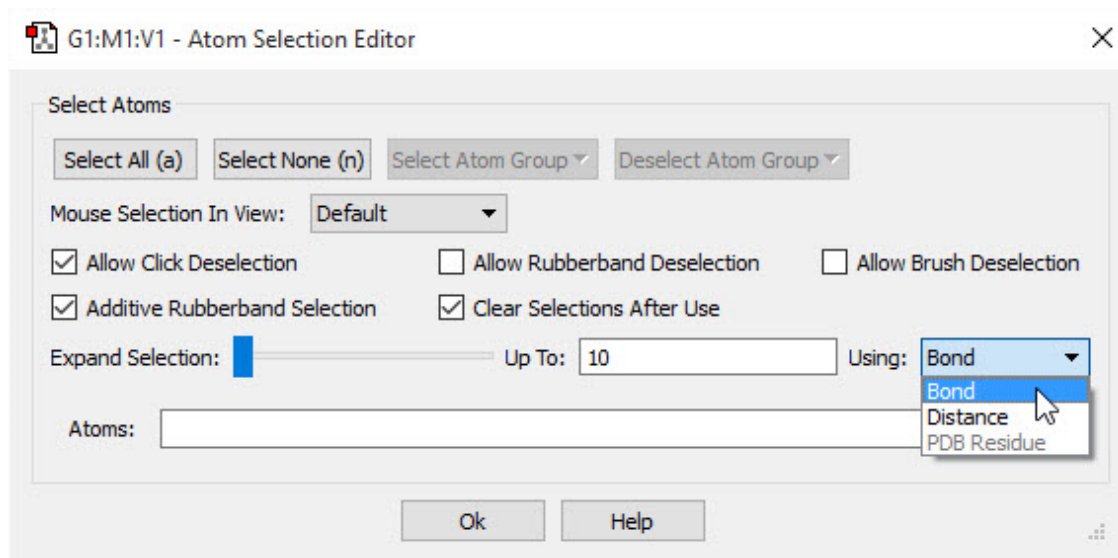 G1:M1:V1 - Atom Selection Editor
Select Atoms
Select All (a) Select None (n) Select Atom Group Deselect Atom Group
Mouse Selection In View: Default
Allow Click Deselection Allow Rubberband Deselection Allow Brush Deselection
Additive Rubberband Selection Clear Selections After Use
Expand Selection: Up To: 10 Using: Bond
Bond
Distance
PDB Residue
Atoms:
Ok Help